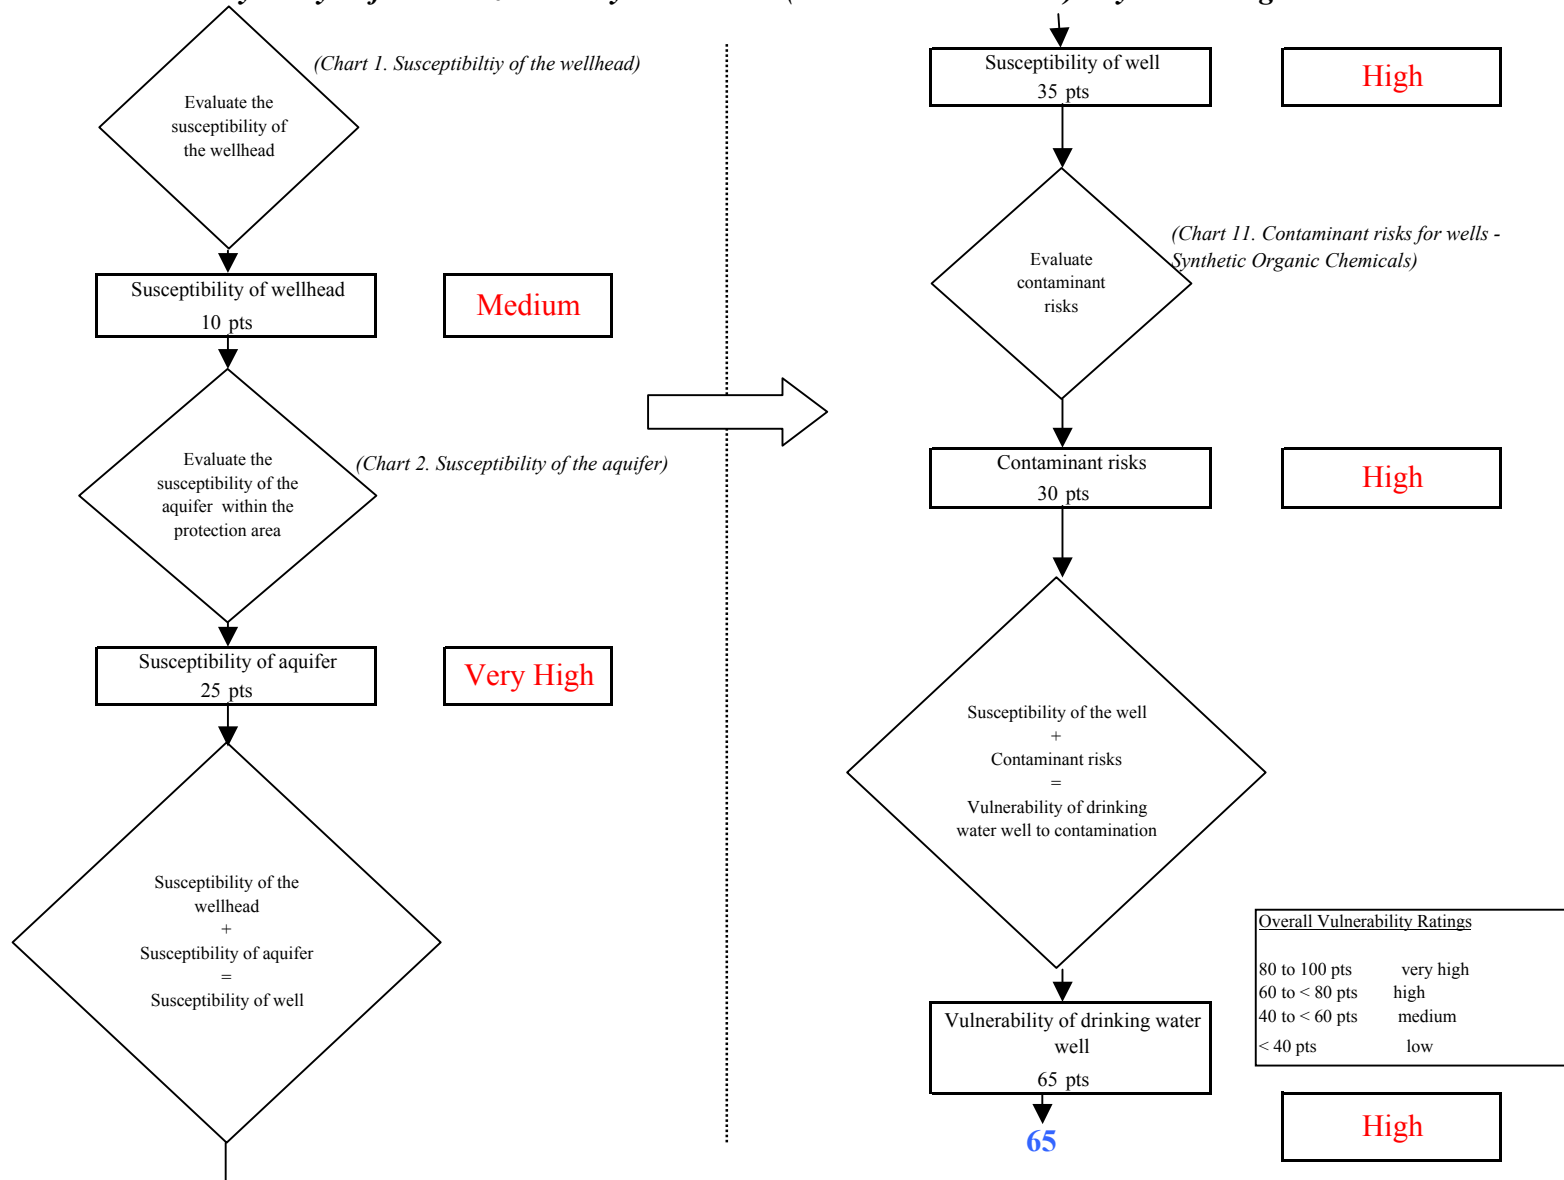 (Chart 1. Susceptibiltiy of the wellhead)
Evaluate the
susceptibility of
the wellhead
Susceptibility of wellhead
10 pts
Medium
Evaluate the
susceptibility of the
aquifer within the
protection area
(Chart 2. Susceptibility of the aquifer)
Susceptibility of aquifer
25 pts
Very High
Susceptibility of the
wellhead
+
Susceptibility of aquifer
=
Susceptibility of well
Susceptibility of well
35 pts
High
(Chart 11. Contaminant risks for wells -
Synthetic Organic Chemicals)
Evaluate
contaminant
risks
Contaminant risks
30 pts
High
Susceptibility of the well
+
Contaminant risks
=
Vulnerability of drinking
water well to contamination
Vulnerability of drinking water
well
65 pts
65
Overall Vulnerability Ratings
80 to 100 pts very high
60 to < 80 pts high
40 to < 60 pts medium
< 40 pts low
High